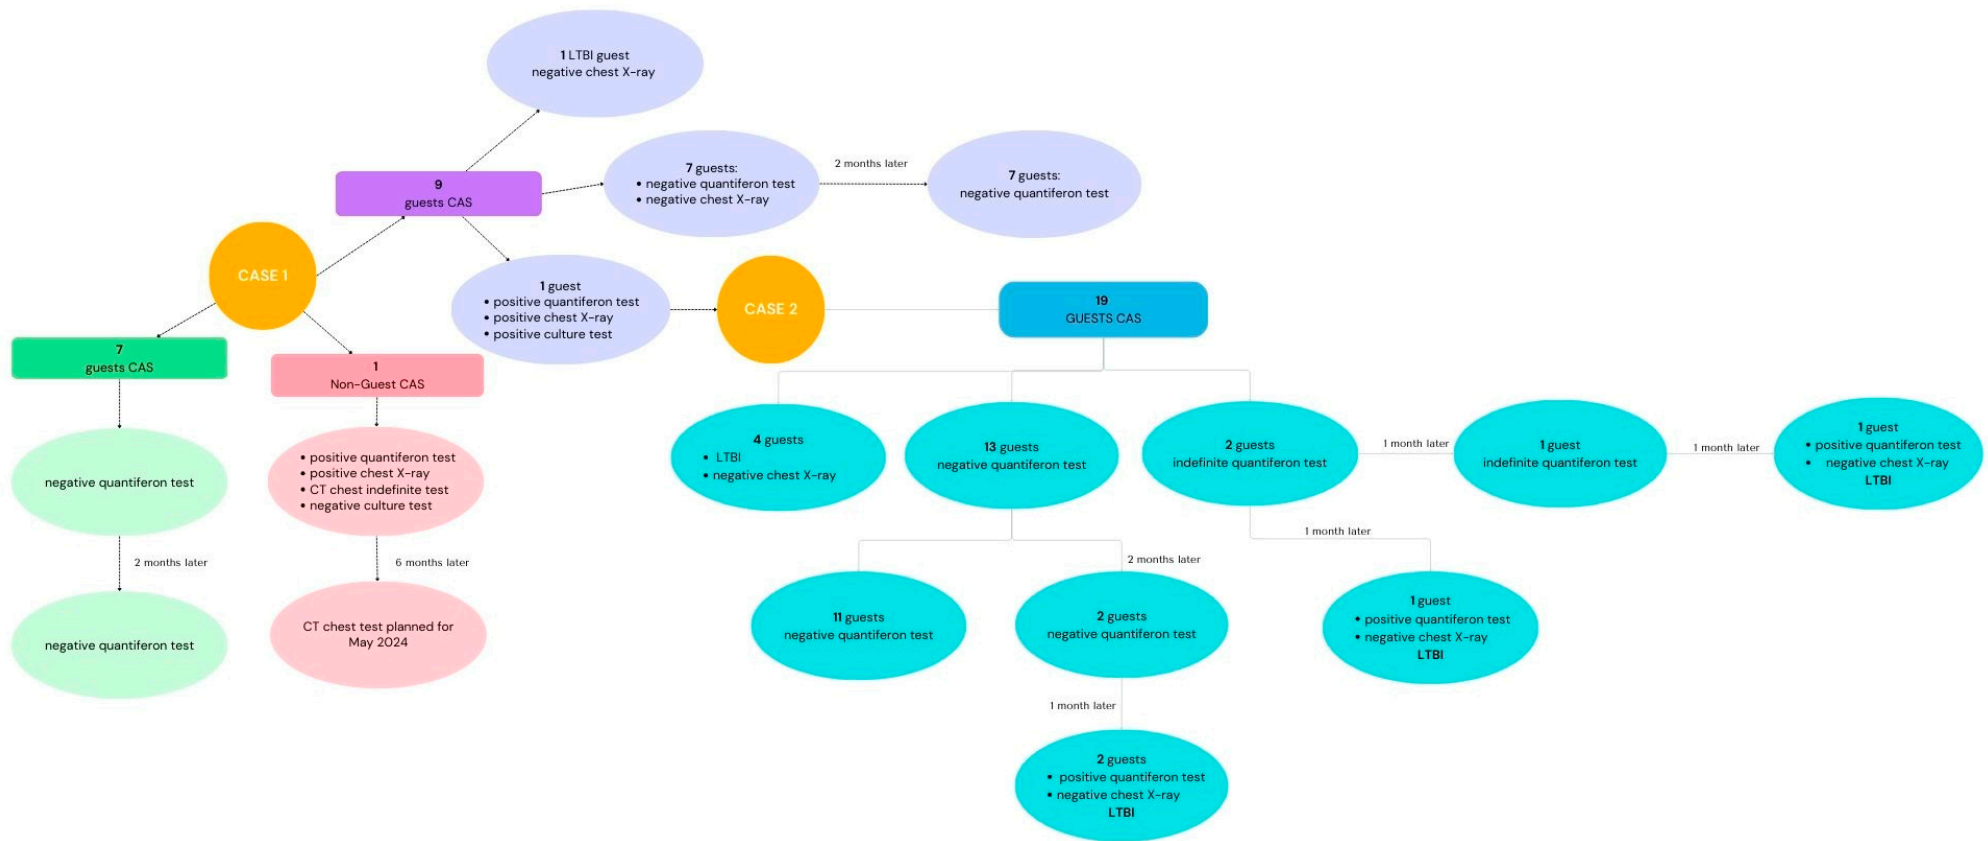 1 LTBI guest
negative chest X-ray
7 guests:
• negative quantiferon test
• negative chest X-ray
2 months later
7 guests:
negative quantiferon test
9
guests CAS
CASE 1
1 guest
• positive quantiferon test
• positive chest X-ray
• positive culture test
CASE 2
19
GUESTS CAS
7
guests CAS
1
Non-Guest CAS
negative quantiferon test
2 months later
negative quantiferon test
• positive quantiferon test
• positive chest X-ray
• CT chest indefinite test
• negative culture test
6 months later
CT chest test planned for
May 2024
4 guests
• LTBI
• negative chest X-ray
13 guests
negative quantiferon test
2 guests
indefinite quantiferon test
1 month later
1 guest
indefinite quantiferon test
1 month later
1 guest
• positive quantiferon test
• negative chest X-ray
LTBI
1 month later
1 guest
• positive quantiferon test
• negative chest X-ray
LTBI
11 guests
negative quantiferon test
2 months later
2 guests
negative quantiferon test
1 month later
2 guests
• positive quantiferon test
• negative chest X-ray
LTBI